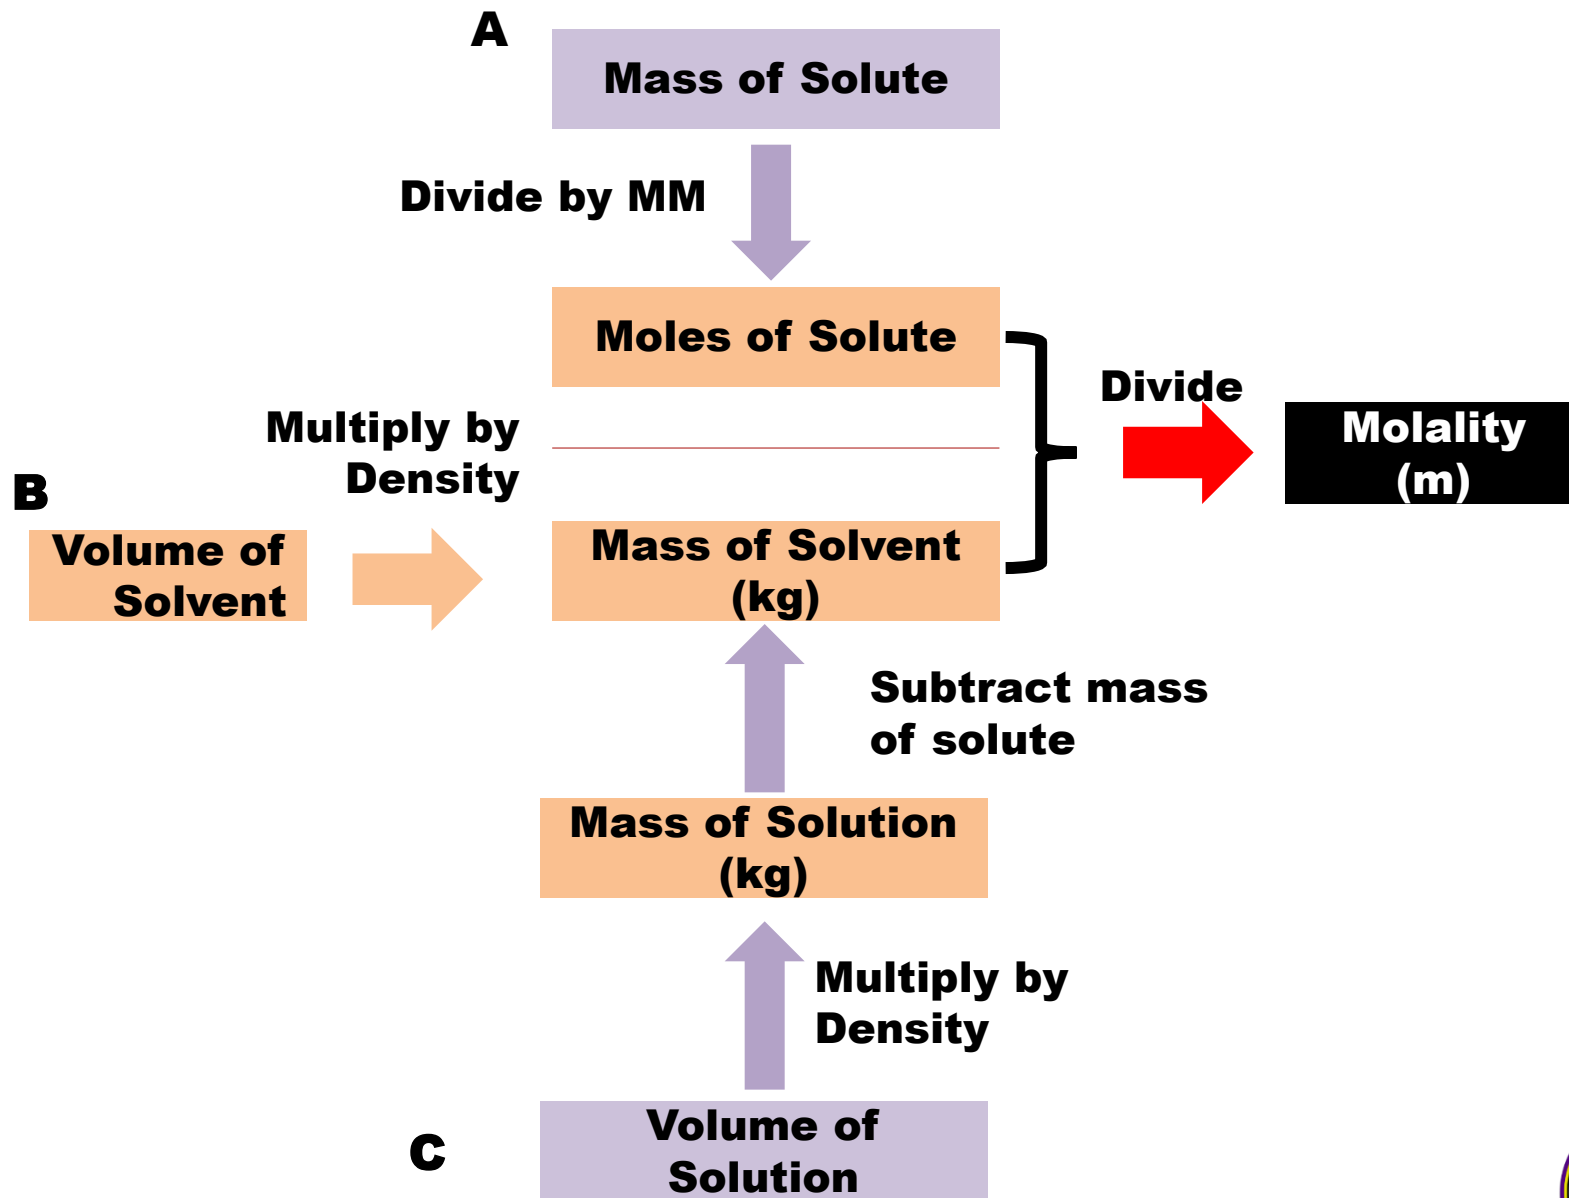 A
Mass of Solute
Divide by MM
Moles of Solute
Divide
Molality
(m)
Multiply by
Density
B
Volume of
Solvent
Mass of Solvent
(kg)
Subtract mass
of solute
Mass of Solution
(kg)
Multiply by
Density
C
Volume of
Solution